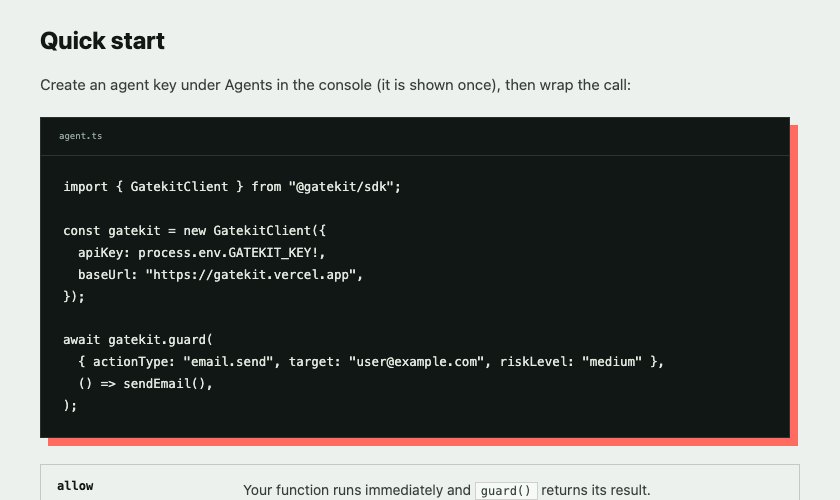 Quick start
Create an agent key under Agents in the console (it is shown once), then wrap the call:
agent.ts
import { GatekitClient } from "@gatekit/sdk";
const gatekit = new GatekitClient({
  apiKey: process.env.GATEKIT_KEY!,
  baseUrl: "https://gatekit.vercel.app",
});
await gatekit.guard(
  { actionType: "email.send", target: "user@example.com", riskLevel: "medium" },
  () => sendEmail(),
);
allow Your function runs immediately and guard() returns its result.